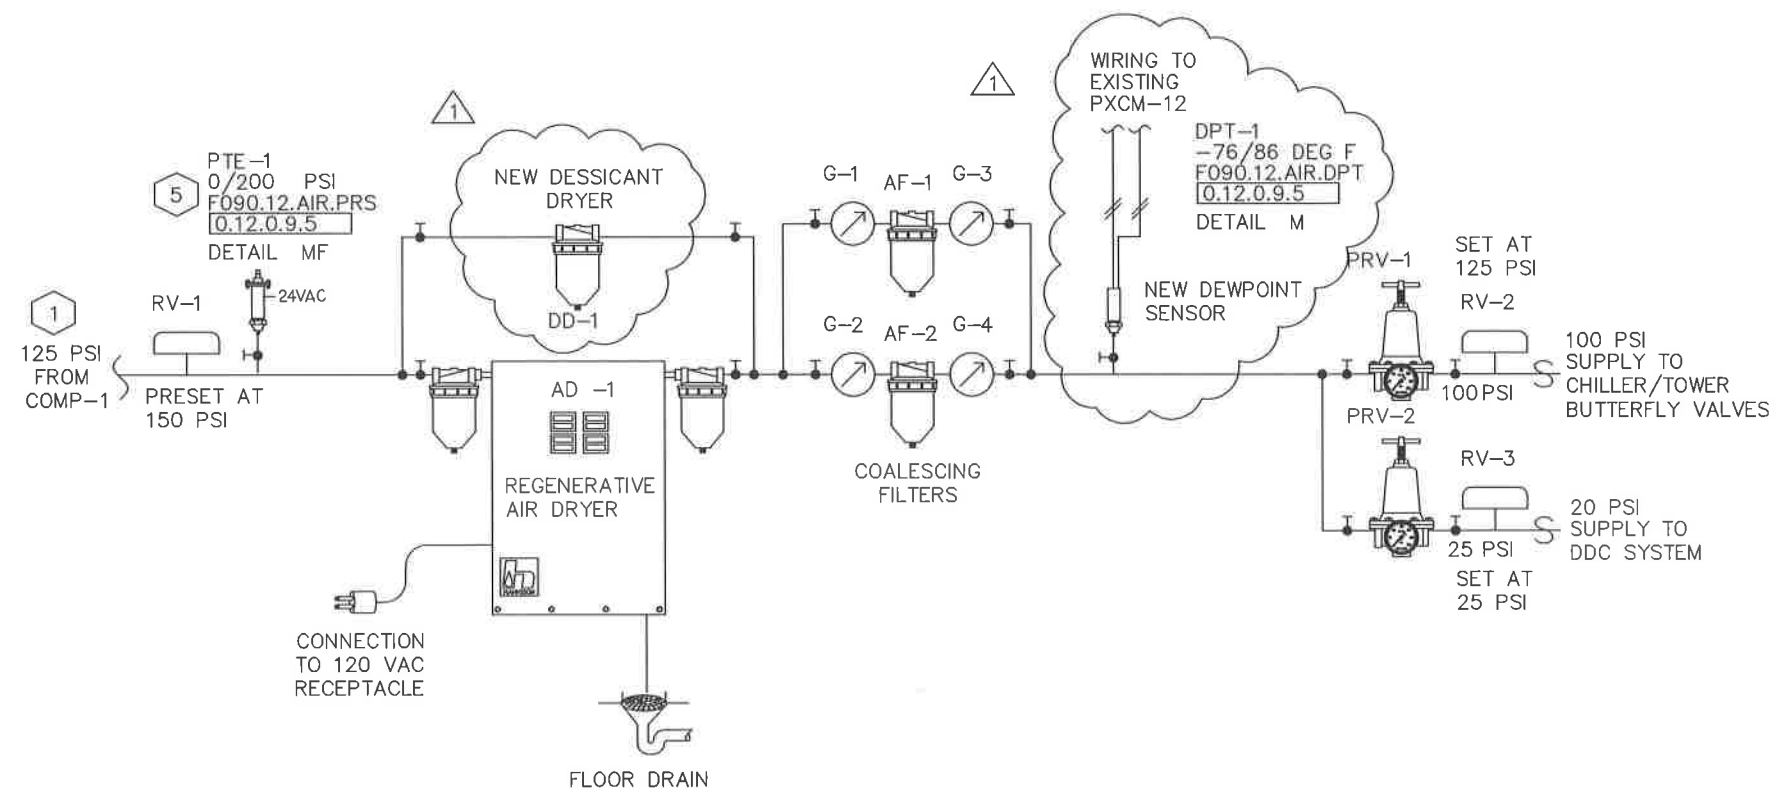 1
5
PTE-1
0/200 PSI
F090.12.AIR.PRS
0.12.0.9.5
DETAIL MF
24VAC
1
RV-1
125 PSI
FROM
COMP-1
PRESET AT
150 PSI
NEW DESSICANT
DRYER
DD-1
AD -1
REGENERATIVE
AIR DRYER
CONNECTION
TO 120 VAC
RECEPTACLE
FLOOR DRAIN
G-1
AF-1
G-3
G-2
AF-2
G-4
COALESCING
FILTERS
1
WIRING TO
EXISTING
PXCM-12
DPT-1
-76/86 DEG F
F090.12.AIR.DPT
0.12.0.9.5
DETAIL M
NEW DEWPOINT
SENSOR
PRV-1
SET AT
125 PSI
RV-2
100 PSI
100 PSI
SUPPLY TO
CHILLER/TOWER
BUTTERFLY VALVES
PRV-2
RV-3
25 PSI
SET AT
25 PSI
20 PSI
SUPPLY TO
DDC SYSTEM